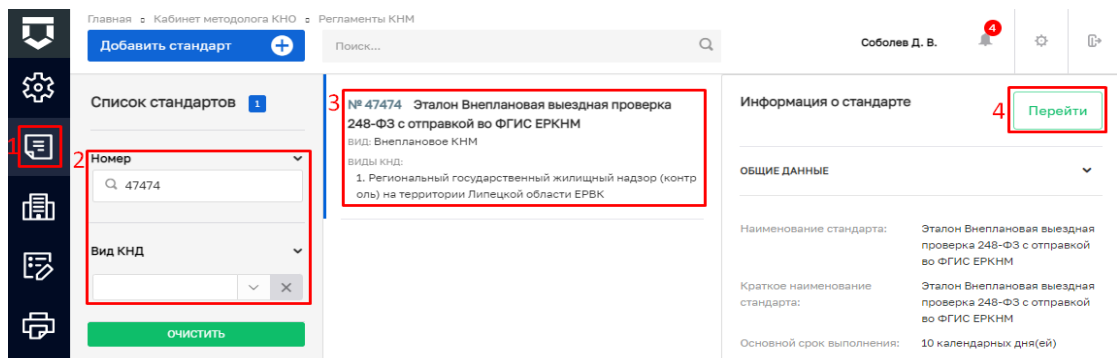 Главная Кабинет методолога КНО Регламенты КНМ
Добавить стандарт
Поиск...
Соболев Д. В.
4
1
2
Список стандартов 1
Номер
47474
Вид КНД
ОЧИСТИТЬ
3
№ 47474 Эталон Внеплановая выездная проверка
248-ФЗ с отправкой во ФГИС ЕРКНМ
ВИД: Внеплановое КНМ
ВИДЫ КНД:
1. Региональный государственный жилищный надзор (контр
оль) на территории Липецкой области ЕРВК
Информация о стандарте
4
Перейти
ОБЩИЕ ДАННЫЕ
Наименование стандарта: Эталон Внеплановая выездная
проверка 248-ФЗ с отправкой
во ФГИС ЕРКНМ
Краткое наименование Эталон Внеплановая выездная
стандарта: проверка 248-ФЗ с отправкой
во ФГИС ЕРКНМ
Основной срок выполнения: 10 календарных дня(ей)